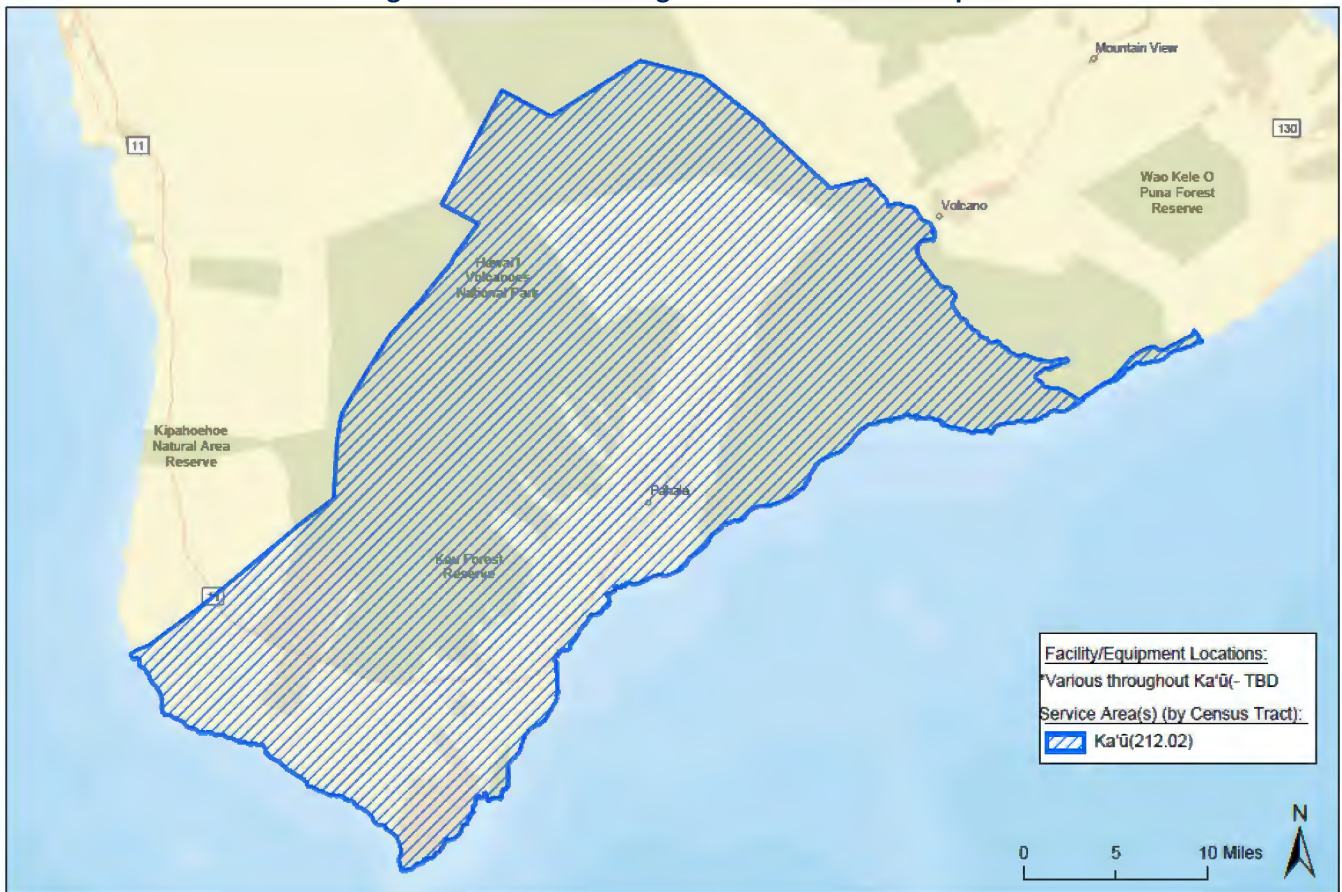 Mountain View
130
11
Wao Kele O
Puna Forest
Reserve
Volcano
Hawai'i
Volcanoes
National Park
Kipahoehoe
Natural Area
Reserve
Pahala
Kau Forest
Reserve
11
Facility/Equipment Locations:
*Various throughout Ka'ū(- TBD
Service Area(s) (by Census Tract):
Ka'ū(212.02)
N
0 5 10 Miles